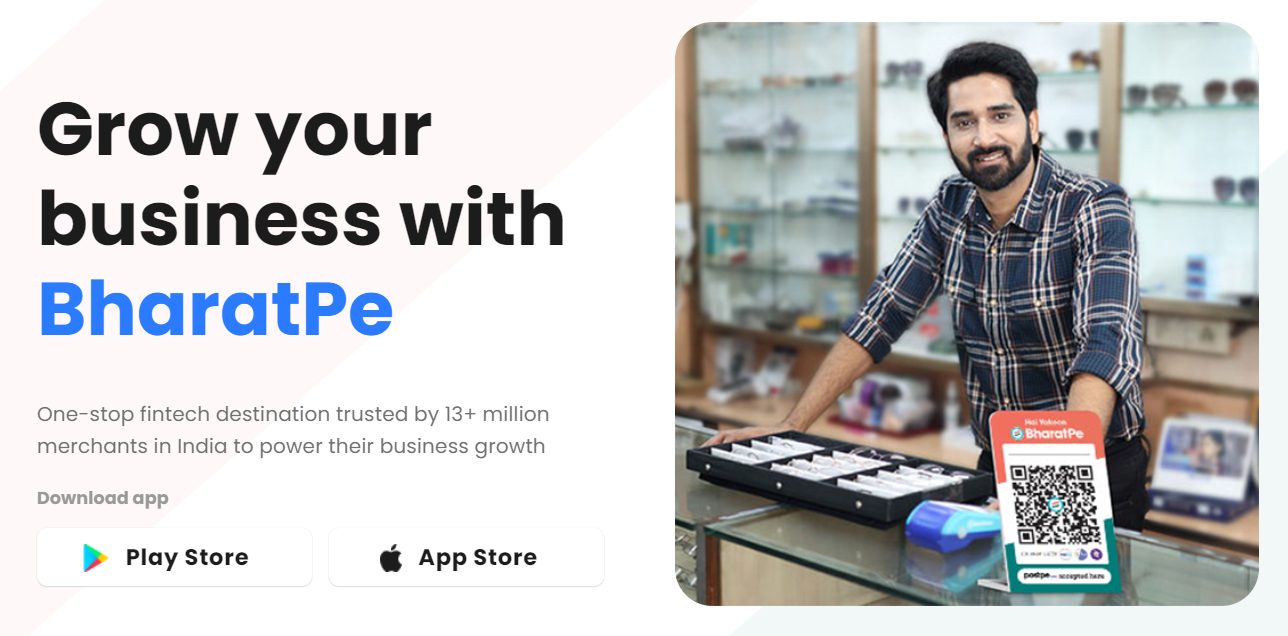 Grow your
business with
BharatPe
One-stop fintech destination trusted by 13+ million
merchants in India to power their business growth
Download app
Play Store
App Store
Hai Yakeen
BharatPe
postpe accepted here